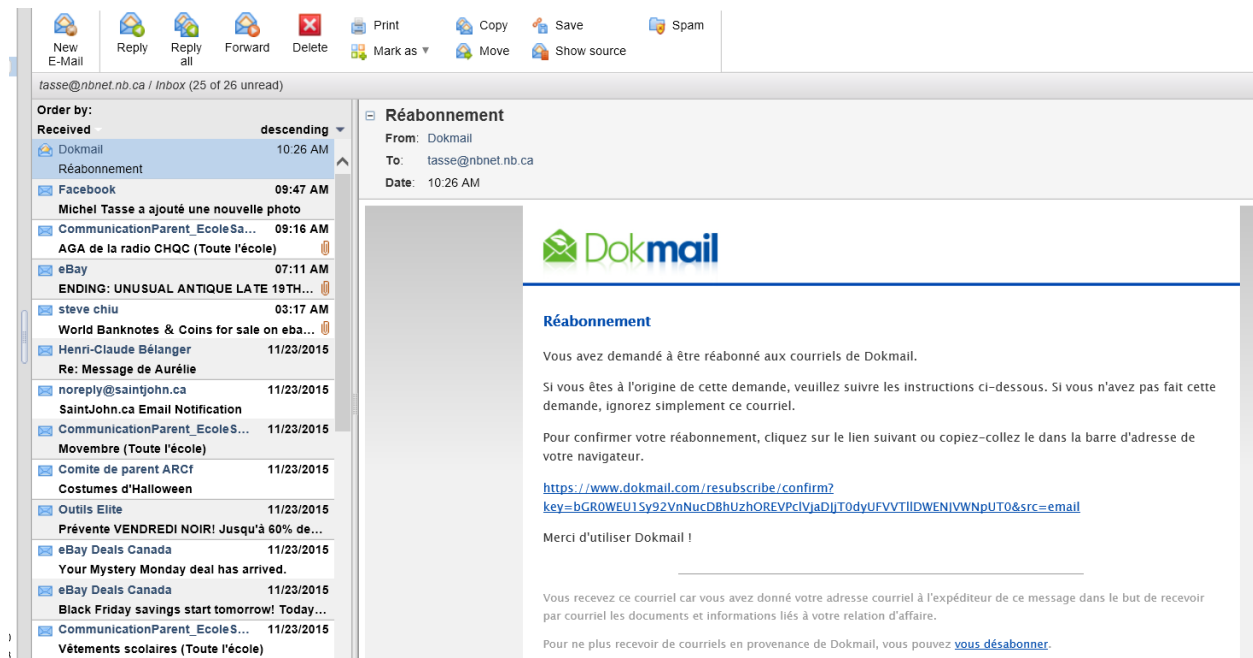 New E-Mail
Reply
Reply all
Forward
Delete
Print
Mark as
Copy
Move
Save
Show source
Spam
tasse@nbnet.nb.ca / Inbox (25 of 26 unread)
Order by:
Received descending
Dokmail 10:26 AM
Réabonnement
Facebook 09:47 AM
Michel Tasse a ajouté une nouvelle photo
CommunicationParent_EcoleSa... 09:16 AM
AGA de la radio CHQC (Toute l'école)
eBay 07:11 AM
ENDING: UNUSUAL ANTIQUE LATE 19TH...
steve chiu 03:17 AM
World Banknotes & Coins for sale on eba...
Henri-Claude Bélanger 11/23/2015
Re: Message de Aurélie
noreply@saintjohn.ca 11/23/2015
SaintJohn.ca Email Notification
CommunicationParent_EcoleS... 11/23/2015
Movembre (Toute l'école)
Comite de parent ARCf 11/23/2015
Costumes d'Halloween
Outils Elite 11/23/2015
Prévente VENDREDI NOIR! Jusqu'à 60% de...
eBay Deals Canada 11/23/2015
Your Mystery Monday deal has arrived.
eBay Deals Canada 11/23/2015
Black Friday savings start tomorrow! Today...
CommunicationParent_EcoleS... 11/23/2015
Vêtements scolaires (Toute l'école)
Réabonnement
From: Dokmail
To: tasse@nbnet.nb.ca
Date: 10:26 AM
Dokmail
Réabonnement
Vous avez demandé à être réabonné aux courriels de Dokmail.
Si vous êtes à l'origine de cette demande, veuillez suivre les instructions ci-dessous. Si vous n'avez pas fait cette
demande, ignorez simplement ce courriel.
Pour confirmer votre réabonnement, cliquez sur le lien suivant ou copiez-collez le dans la barre d'adresse de
votre navigateur.
https://www.dokmail.com/resubscribe/confirm?
Merci d'utiliser Dokmail !
Vous recevez ce courriel car vous avez donné votre adresse courriel à l'expéditeur de ce message dans le but de recevoir
par courriel les documents et informations liés à votre relation d'affaire.
Pour ne plus recevoir de courriels en provenance de Dokmail, vous pouvez vous désabonner.